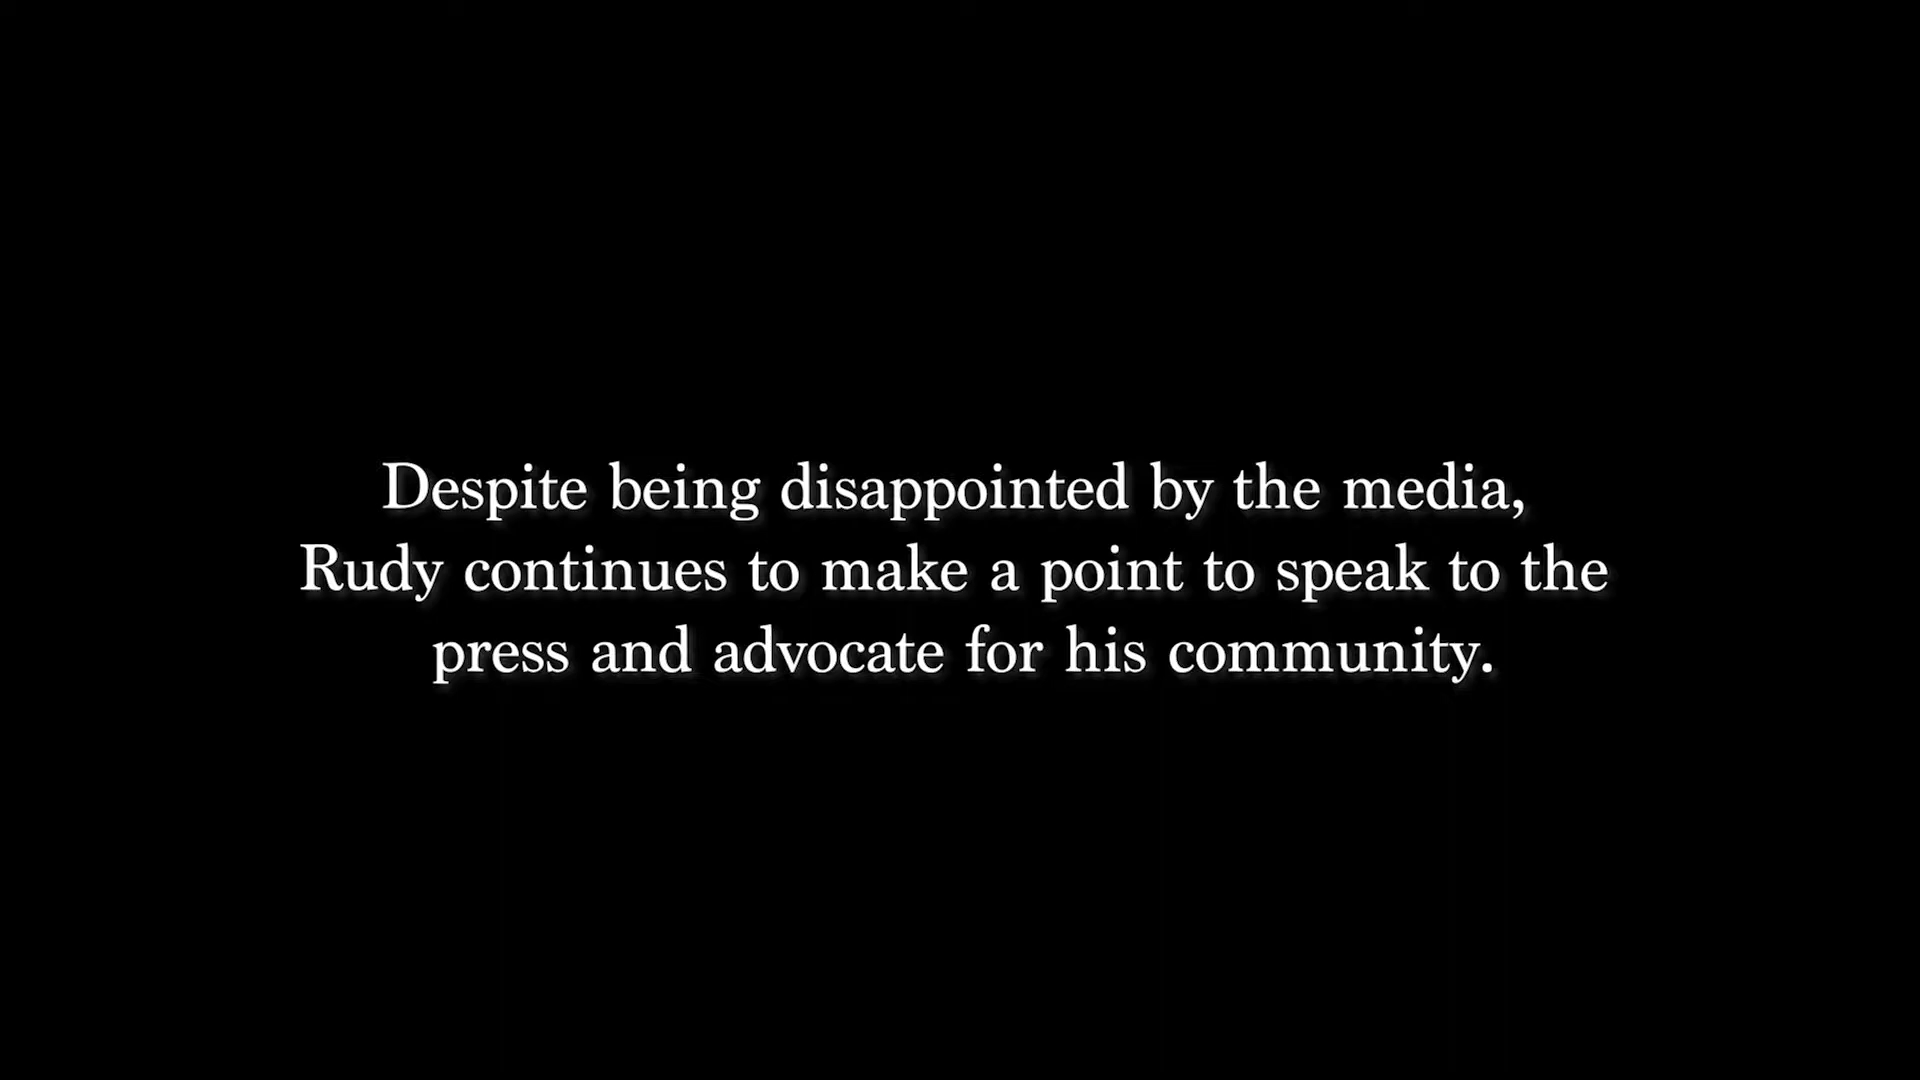 Despite being disappointed by the media,
Rudy continues to make a point to speak to the
press and advocate for his community.